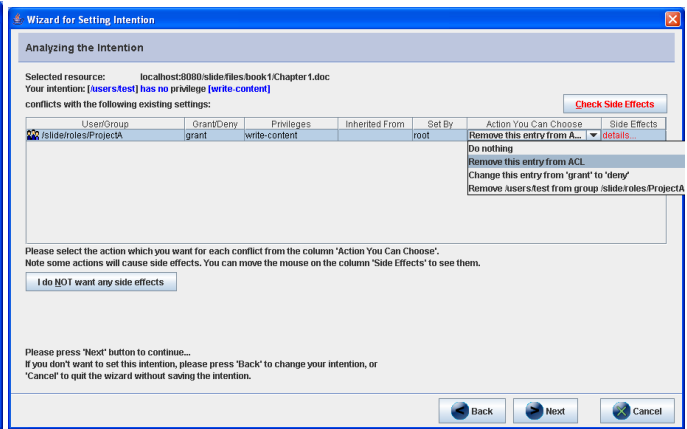 Wizard for Setting Intention
Analyzing the Intention
Selected resource: localhost:8080/slide/files/book1/Chapter1.doc
Your intention: [/users/test] has no privilege [write-content]
conflicts with the following existing settings:
Check Side Effects
User/Group Grant/Deny Privileges Inherited From Set By Action You Can Choose Side Effects
/slide/roles/ProjectA grant write-content root Remove this entry from A... details...
Do nothing
Remove this entry from ACL
Change this entry from 'grant' to 'deny'
Remove /users/test from group /slide/roles/ProjectA
Please select the action which you want for each conflict from the column 'Action You Can Choose'.
Note some actions will cause side effects. You can move the mouse on the column 'Side Effects' to see them.
I do NOT want any side effects
Please press 'Next' button to continue...
If you don't want to set this intention, please press 'Back' to change your intention, or
'Cancel' to quit the wizard without saving the intention.
Back Next Cancel